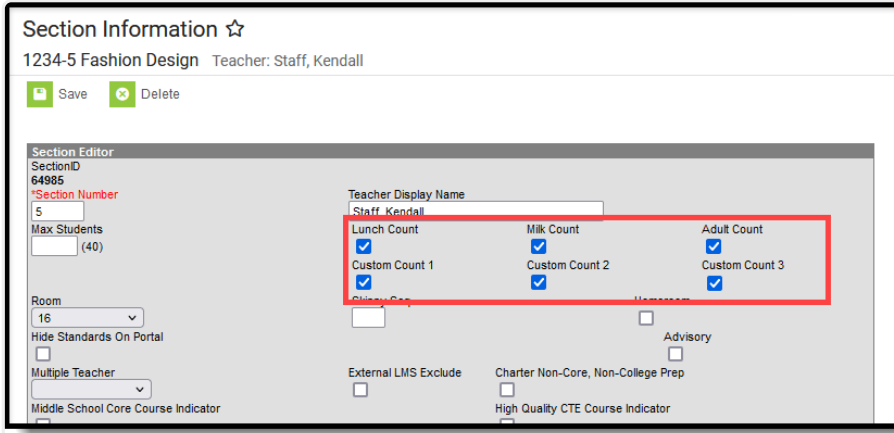 Section Information
1234-5 Fashion Design Teacher: Staff, Kendall
Save Delete
Section Editor
SectionID
64985
*Section Number Teacher Display Name
5 Staff, Kendall
Max Students Lunch Count Milk Count Adult Count
(40)
Custom Count 1 Custom Count 2 Custom Count 3
Room Skinny Seq Homeroom
16
Hide Standards On Portal Advisory
Multiple Teacher External LMS Exclude Charter Non-Core, Non-College Prep
Middle School Core Course Indicator High Quality CTE Course Indicator